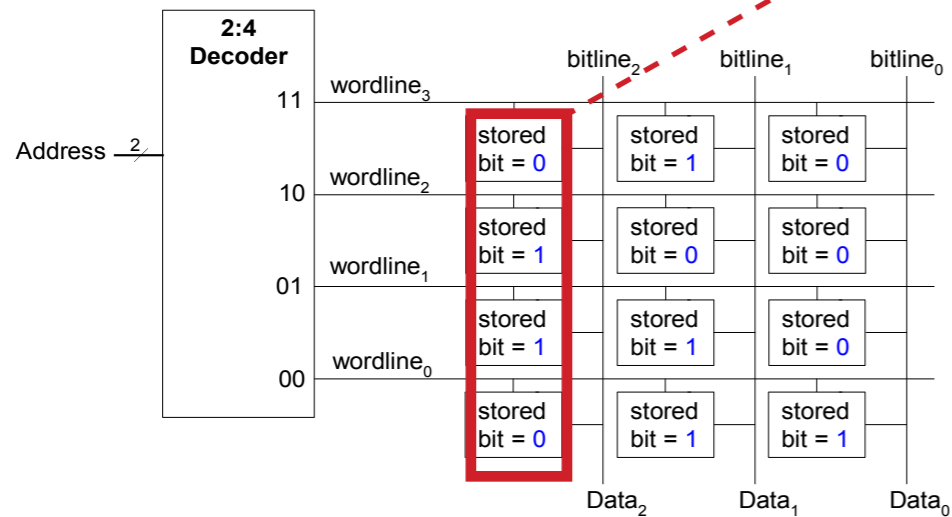 2:4
Decoder
Address 2
11
10
01
00
wordline₃
wordline₂
wordline₁
wordline₀
bitline₂ bitline₁ bitline₀
stored
bit = 0
stored
bit = 1
stored
bit = 0
stored
bit = 1
stored
bit = 0
stored
bit = 0
stored
bit = 1
stored
bit = 1
stored
bit = 0
stored
bit = 0
stored
bit = 1
stored
bit = 1
Data₂ Data₁ Data₀